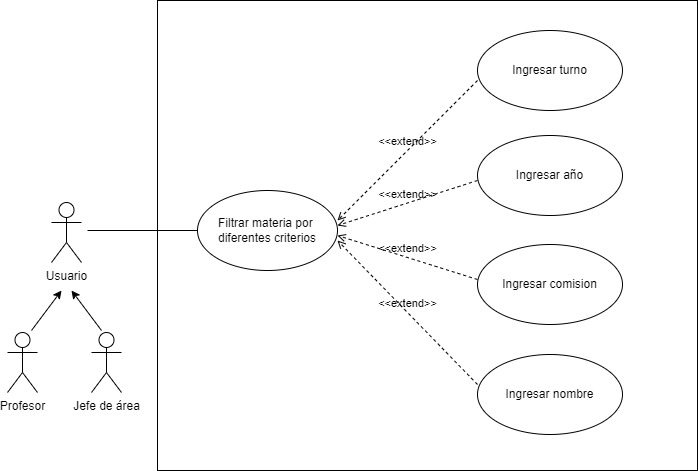 Ingresar turno
<<extend>>
Ingresar año
<<extend>>
Filtrar materia por
diferentes criterios
<<extend>>
Usuario
Ingresar comision
<<extend>>
Ingresar nombre
Profesor
Jefe de área